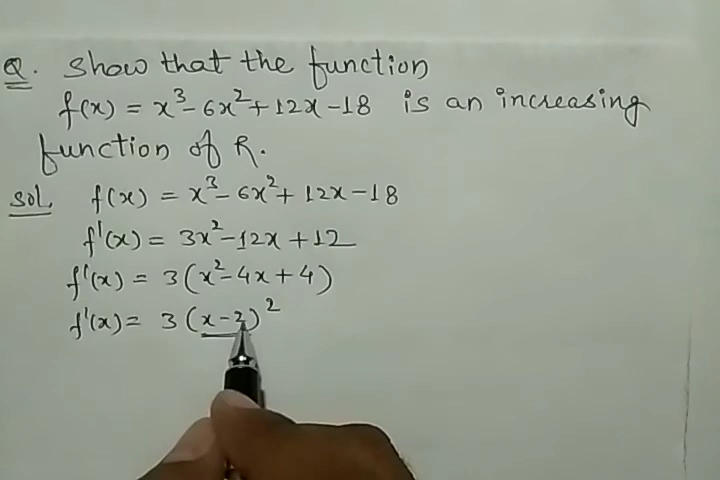 Q. Show that the function
f(x) = x³-6x²+12x-18 is an increasing
function of R.
Sol. f(x) = x³-6x²+12x-18
f'(x) = 3x²-12x+12
f'(x) = 3(x²-4x+4)
f'(x) = 3(x-2)²